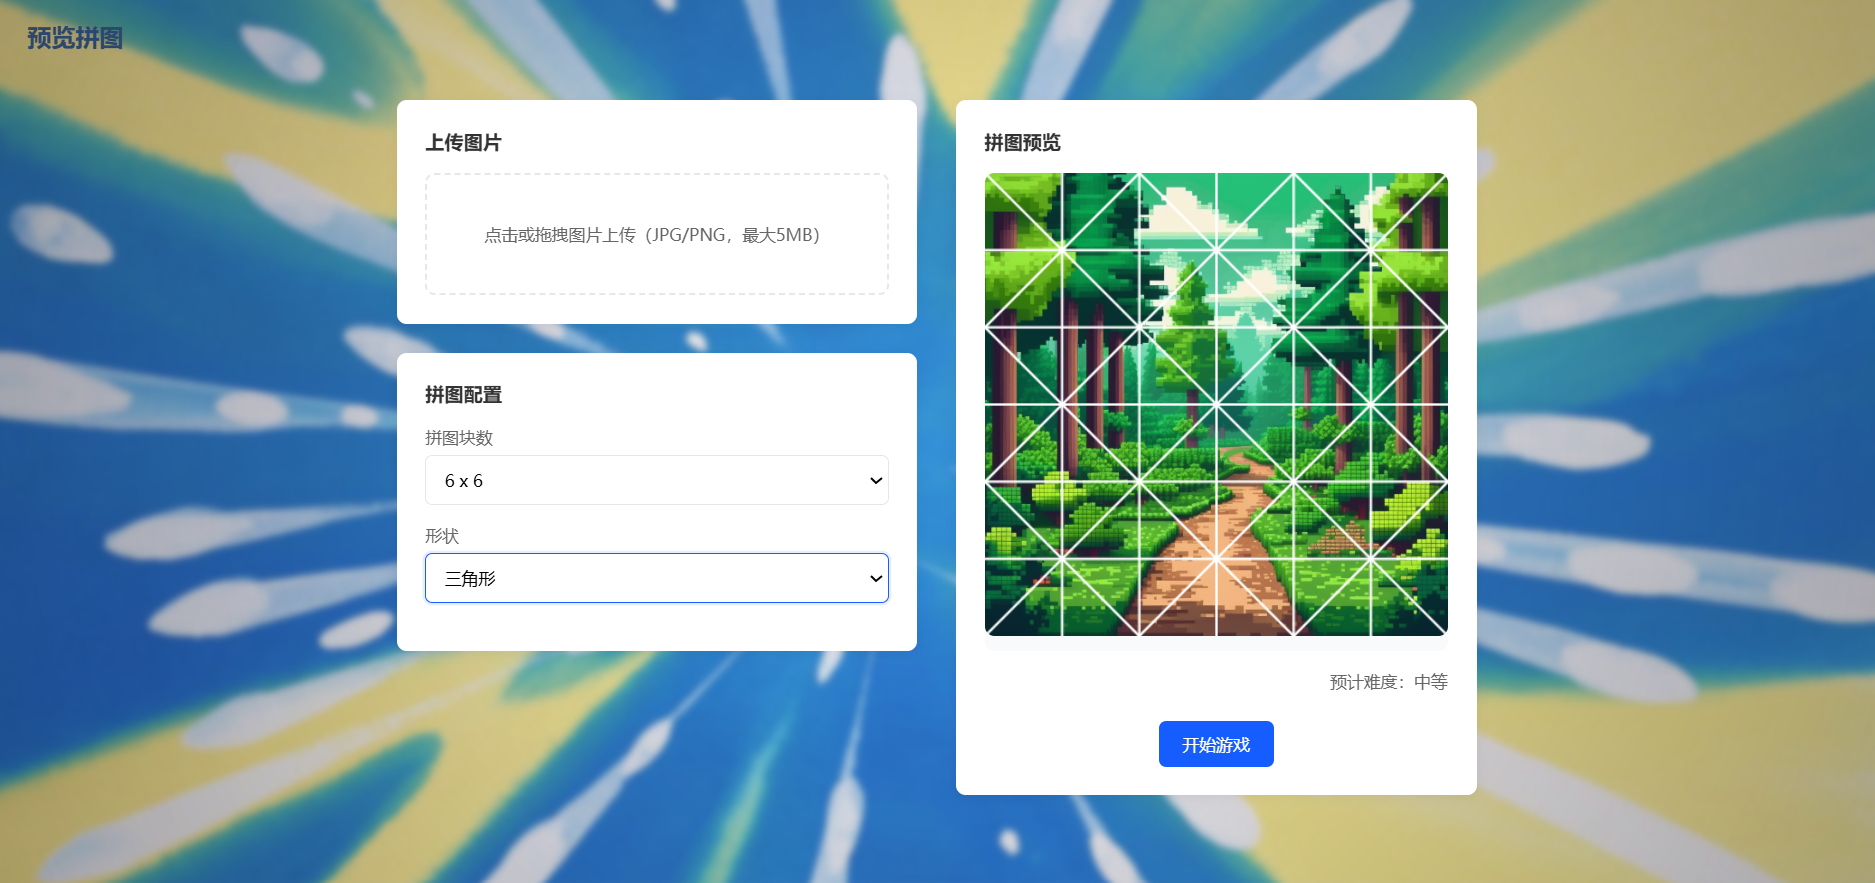 预览拼图
上传图片
点击或拖拽图片上传（JPG/PNG，最大5MB）
拼图配置
拼图块数
6 x 6
形状
三角形
拼图预览
预计难度：中等
开始游戏